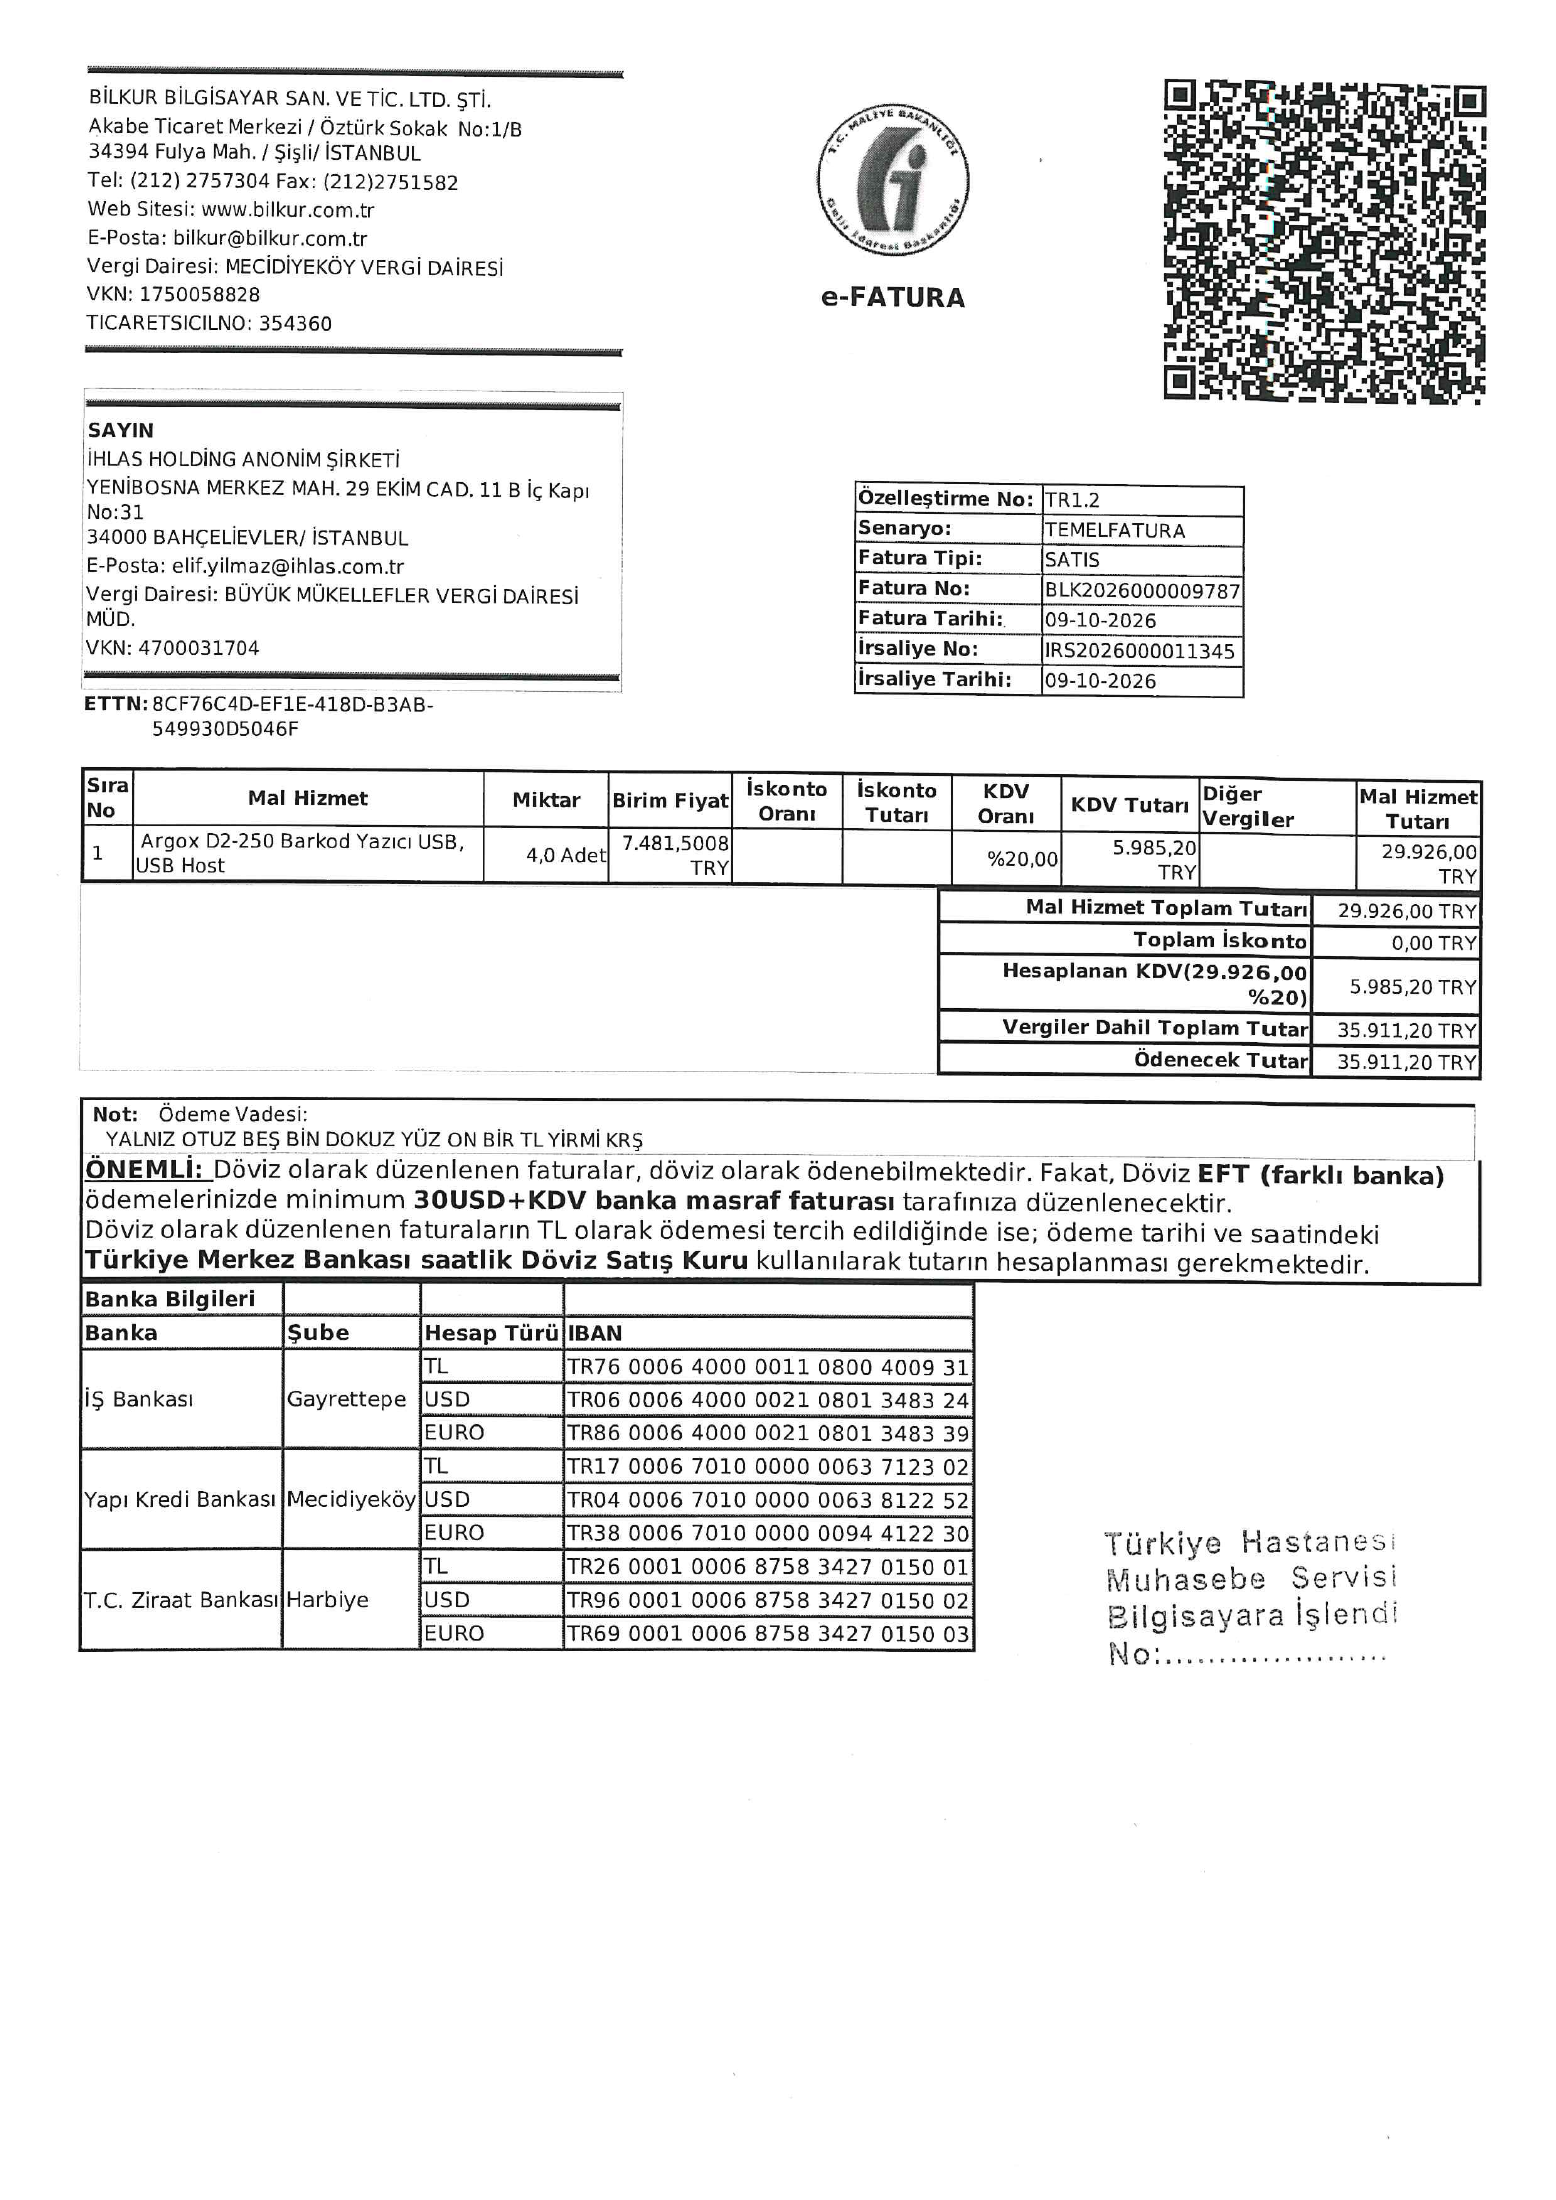 BİLKUR BİLGİSAYAR SAN. VE TİC. LTD. ŞTİ.
Akabe Ticaret Merkezi / Öztürk Sokak No:1/B
34394 Fulya Mah. / Şişli/ İSTANBUL
Tel: (212) 2757304 Fax: (212)2751582
Web Sitesi: www.bilkur.com.tr
E-Posta: bilkur@bilkur.com.tr
Vergi Dairesi: MECİDİYEKÖY VERGİ DAİRESİ
VKN: 1750058828
TICARETSICILNO: 354360
T.C. MALİYE BAKANLIĞI
Gelir İdaresi Başkanlığı
e-FATURA
SAYIN
İHLAS HOLDİNG ANONİM ŞİRKETİ
YENİBOSNA MERKEZ MAH. 29 EKİM CAD. 11 B İç Kapı
No:31
34000 BAHÇELİEVLER/ İSTANBUL
E-Posta: elif.yilmaz@ihlas.com.tr
Vergi Dairesi: BÜYÜK MÜKELLEFLER VERGİ DAİRESİ
MÜD.
VKN: 4700031704
ETTN: 8CF76C4D-EF1E-418D-B3AB-
549930D5046F
Özelleştirme No: TR1.2
Senaryo: TEMELFATURA
Fatura Tipi: SATIS
Fatura No: BLK2026000009787
Fatura Tarihi: 09-10-2026
İrsaliye No: IRS2026000011345
İrsaliye Tarihi: 09-10-2026
Sıra No Mal Hizmet Miktar Birim Fiyat İskonto Oranı İskonto Tutarı KDV Oranı KDV Tutarı Diğer Vergiler Mal Hizmet Tutarı
1 Argox D2-250 Barkod Yazıcı USB, USB Host 4,0 Adet 7.481,5008 TRY %20,00 5.985,20 TRY 29.926,00 TRY
Mal Hizmet Toplam Tutarı 29.926,00 TRY
Toplam İskonto 0,00 TRY
Hesaplanan KDV(29.926,00 %20) 5.985,20 TRY
Vergiler Dahil Toplam Tutar 35.911,20 TRY
Ödenecek Tutar 35.911,20 TRY
Not: Ödeme Vadesi:
YALNIZ OTUZ BEŞ BİN DOKUZ YÜZ ON BİR TL YİRMİ KRŞ
ÖNEMLİ: Döviz olarak düzenlenen faturalar, döviz olarak ödenebilmektedir. Fakat, Döviz EFT (farklı banka)
ödemelerinizde minimum 30USD+KDV banka masraf faturası tarafınıza düzenlenecektir.
Döviz olarak düzenlenen faturaların TL olarak ödemesi tercih edildiğinde ise; ödeme tarihi ve saatindeki
Türkiye Merkez Bankası saatlik Döviz Satış Kuru kullanılarak tutarın hesaplanması gerekmektedir.
Banka Bilgileri
Banka Şube Hesap Türü IBAN
İŞ Bankası Gayrettepe TL TR76 0006 4000 0011 0800 4009 31
USD TR06 0006 4000 0021 0801 3483 24
EURO TR86 0006 4000 0021 0801 3483 39
Yapı Kredi Bankası Mecidiyeköy TL TR17 0006 7010 0000 0063 7123 02
USD TR04 0006 7010 0000 0063 8122 52
EURO TR38 0006 7010 0000 0094 4122 30
T.C. Ziraat Bankası Harbiye TL TR26 0001 0006 8758 3427 0150 01
USD TR96 0001 0006 8758 3427 0150 02
EURO TR69 0001 0006 8758 3427 0150 03
Türkiye Hastanesi
Muhasebe Servisi
Bilgisayara İşlendi
No:.....................